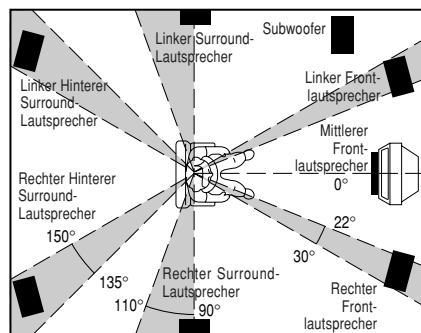 Linker Surround-
Lautsprecher
Subwoofer
Linker Hinterer
Surround-
Lautsprecher
Linker Front-
lautsprecher
Mittlerer
Front-
lautsprecher
0°
Rechter Hinterer
Surround-
Lautsprecher
150°
135°
110°
90°
22°
30°
Rechter Surround-
Lautsprecher
Rechter
Front-
lautsprecher